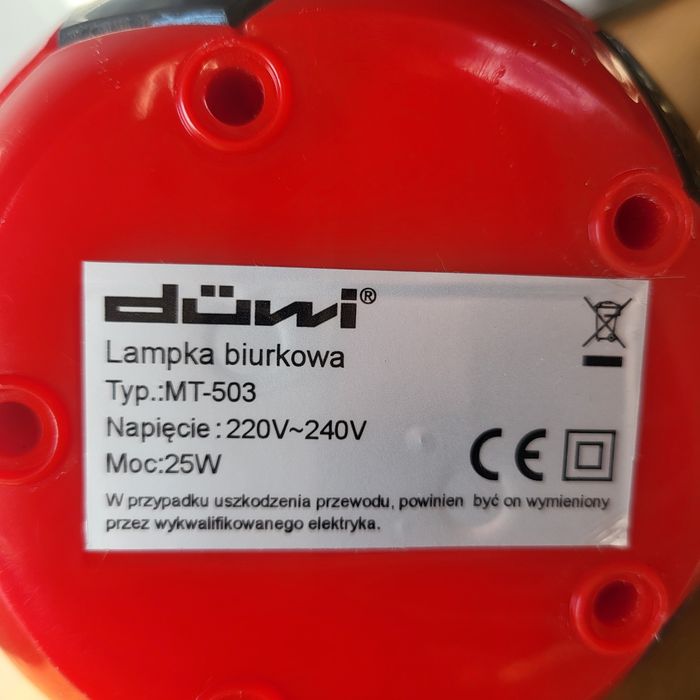 düwi®
Lampka biurkowa
Typ.:MT-503
Napięcie : 220V~240V
Moc:25W
CE
W przypadku uszkodzenia przewodu, powinien być on wymieniony
przez wykwalifikowanego elektryka.